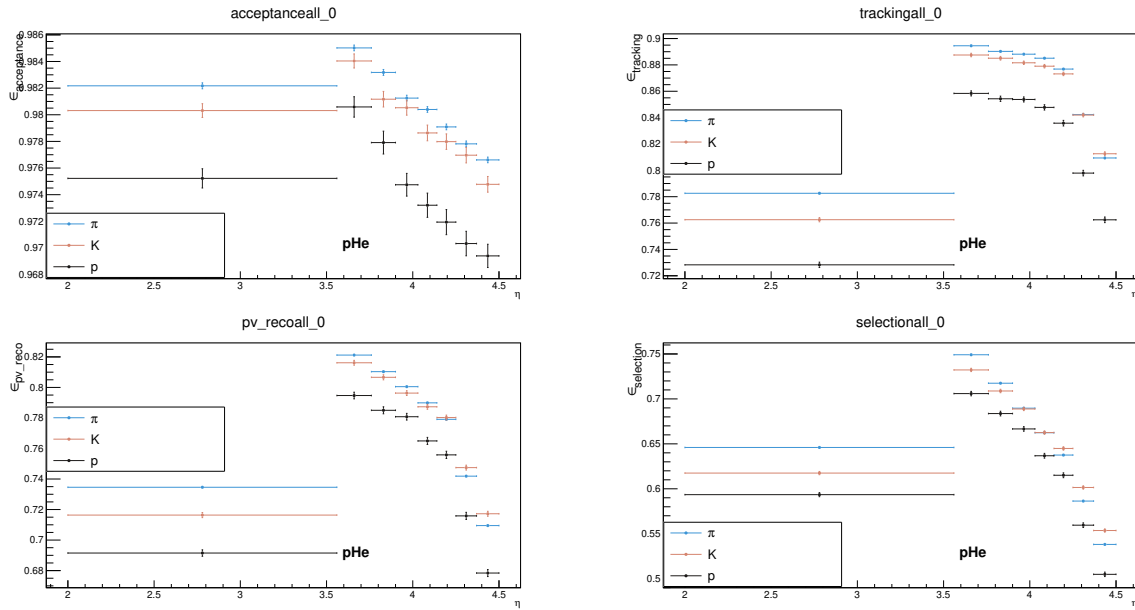 acceptanceall_0
ϵacceptance
0.986
0.984
0.982
0.98
0.978
0.976
0.974
0.972
0.97
0.968
π
K
p
pHe
2 2.5 3 3.5 4 4.5
η
trackingall_0
ϵtracking
0.9
0.88
0.86
0.84
0.82
0.8
0.78
0.76
0.74
0.72
π
K
p
pHe
2 2.5 3 3.5 4 4.5
η
pv_recoall_0
ϵpv_reco
0.82
0.8
0.78
0.76
0.74
0.72
0.7
0.68
π
K
p
pHe
2 2.5 3 3.5 4 4.5
η
selectionall_0
ϵselection
0.75
0.7
0.65
0.6
0.55
0.5
π
K
p
pHe
2 2.5 3 3.5 4 4.5
η